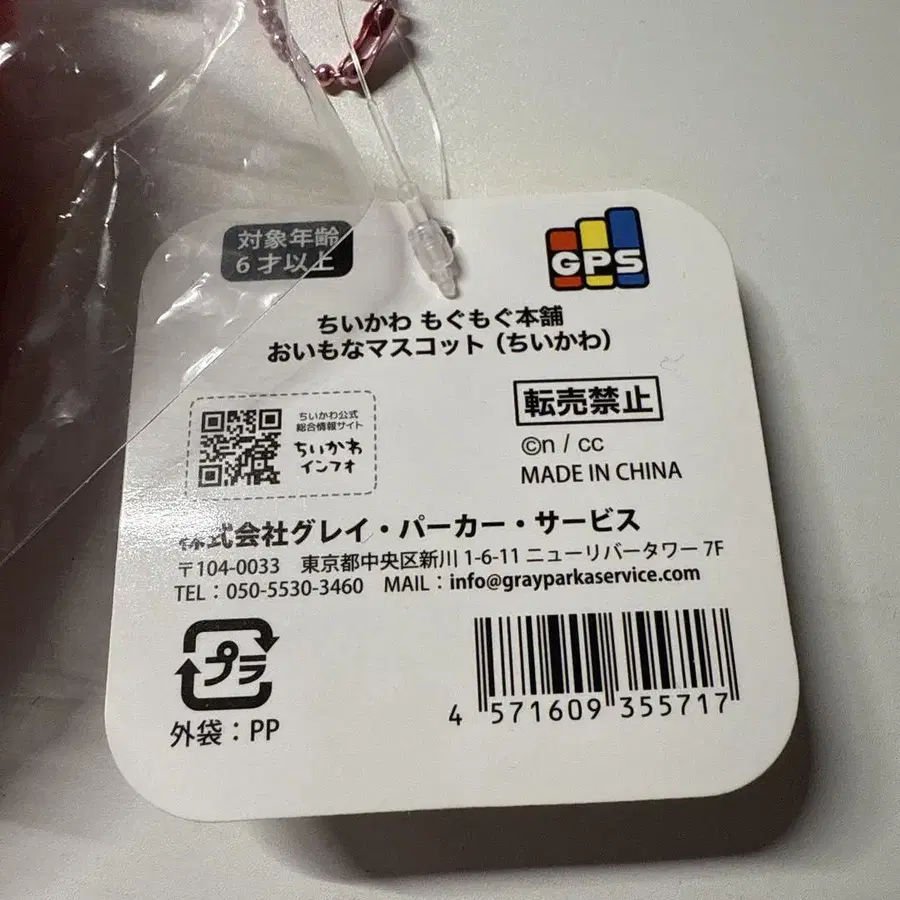 対象年齢
6才以上
GPS
ちいかわ もぐもぐ本舗
おいもなマスコット（ちいかわ）
ちいかわ公式
総合情報サイト
ちいかわ
インフォ
転売禁止
©n / cc
MADE IN CHINA
株式会社グレイ・パーカー・サービス
〒104-0033 東京都中央区新川 1-6-11 ニューリバータワー 7F
TEL：050-5530-3460 MAIL：info@grayparkaservice.com
プラ
外袋：PP
4 571609 355717